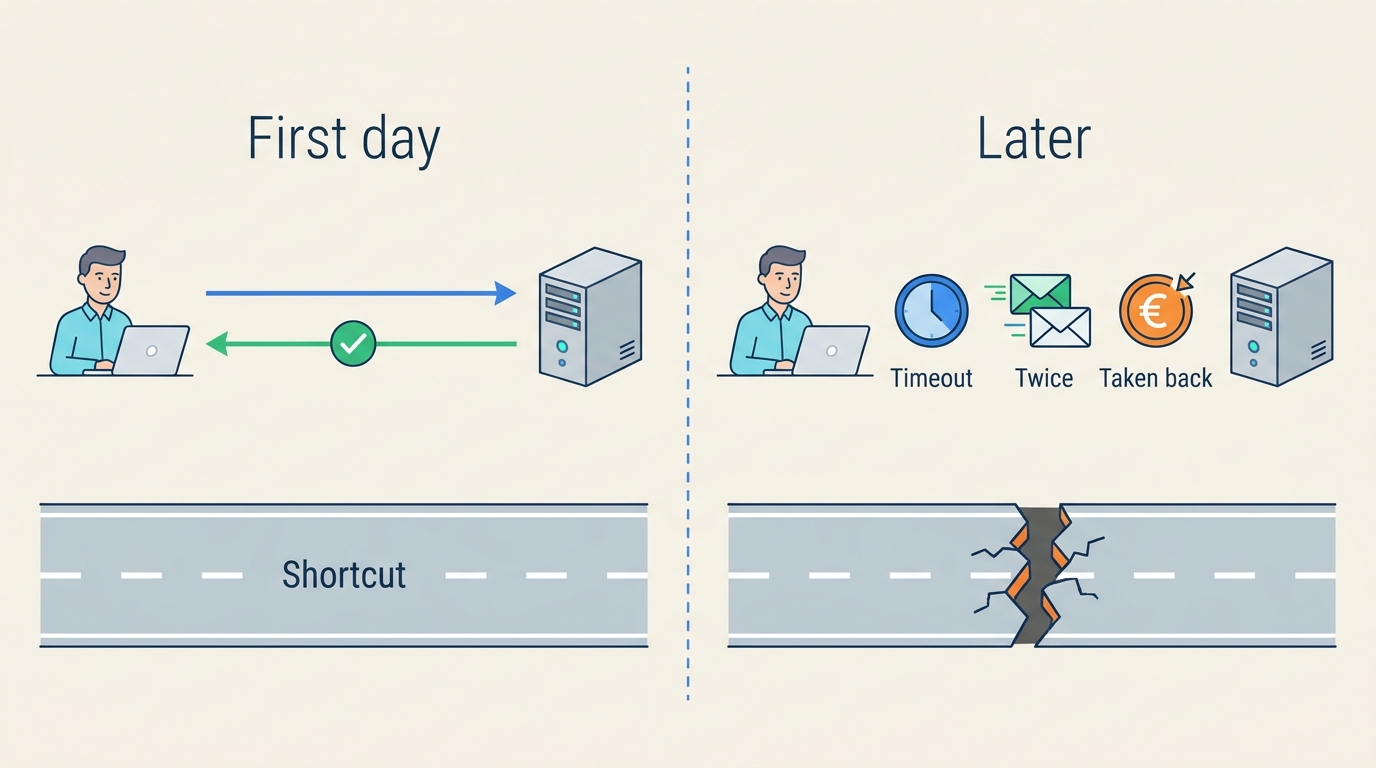 First day
Later
Timeout
Twice
Taken back
€
Shortcut